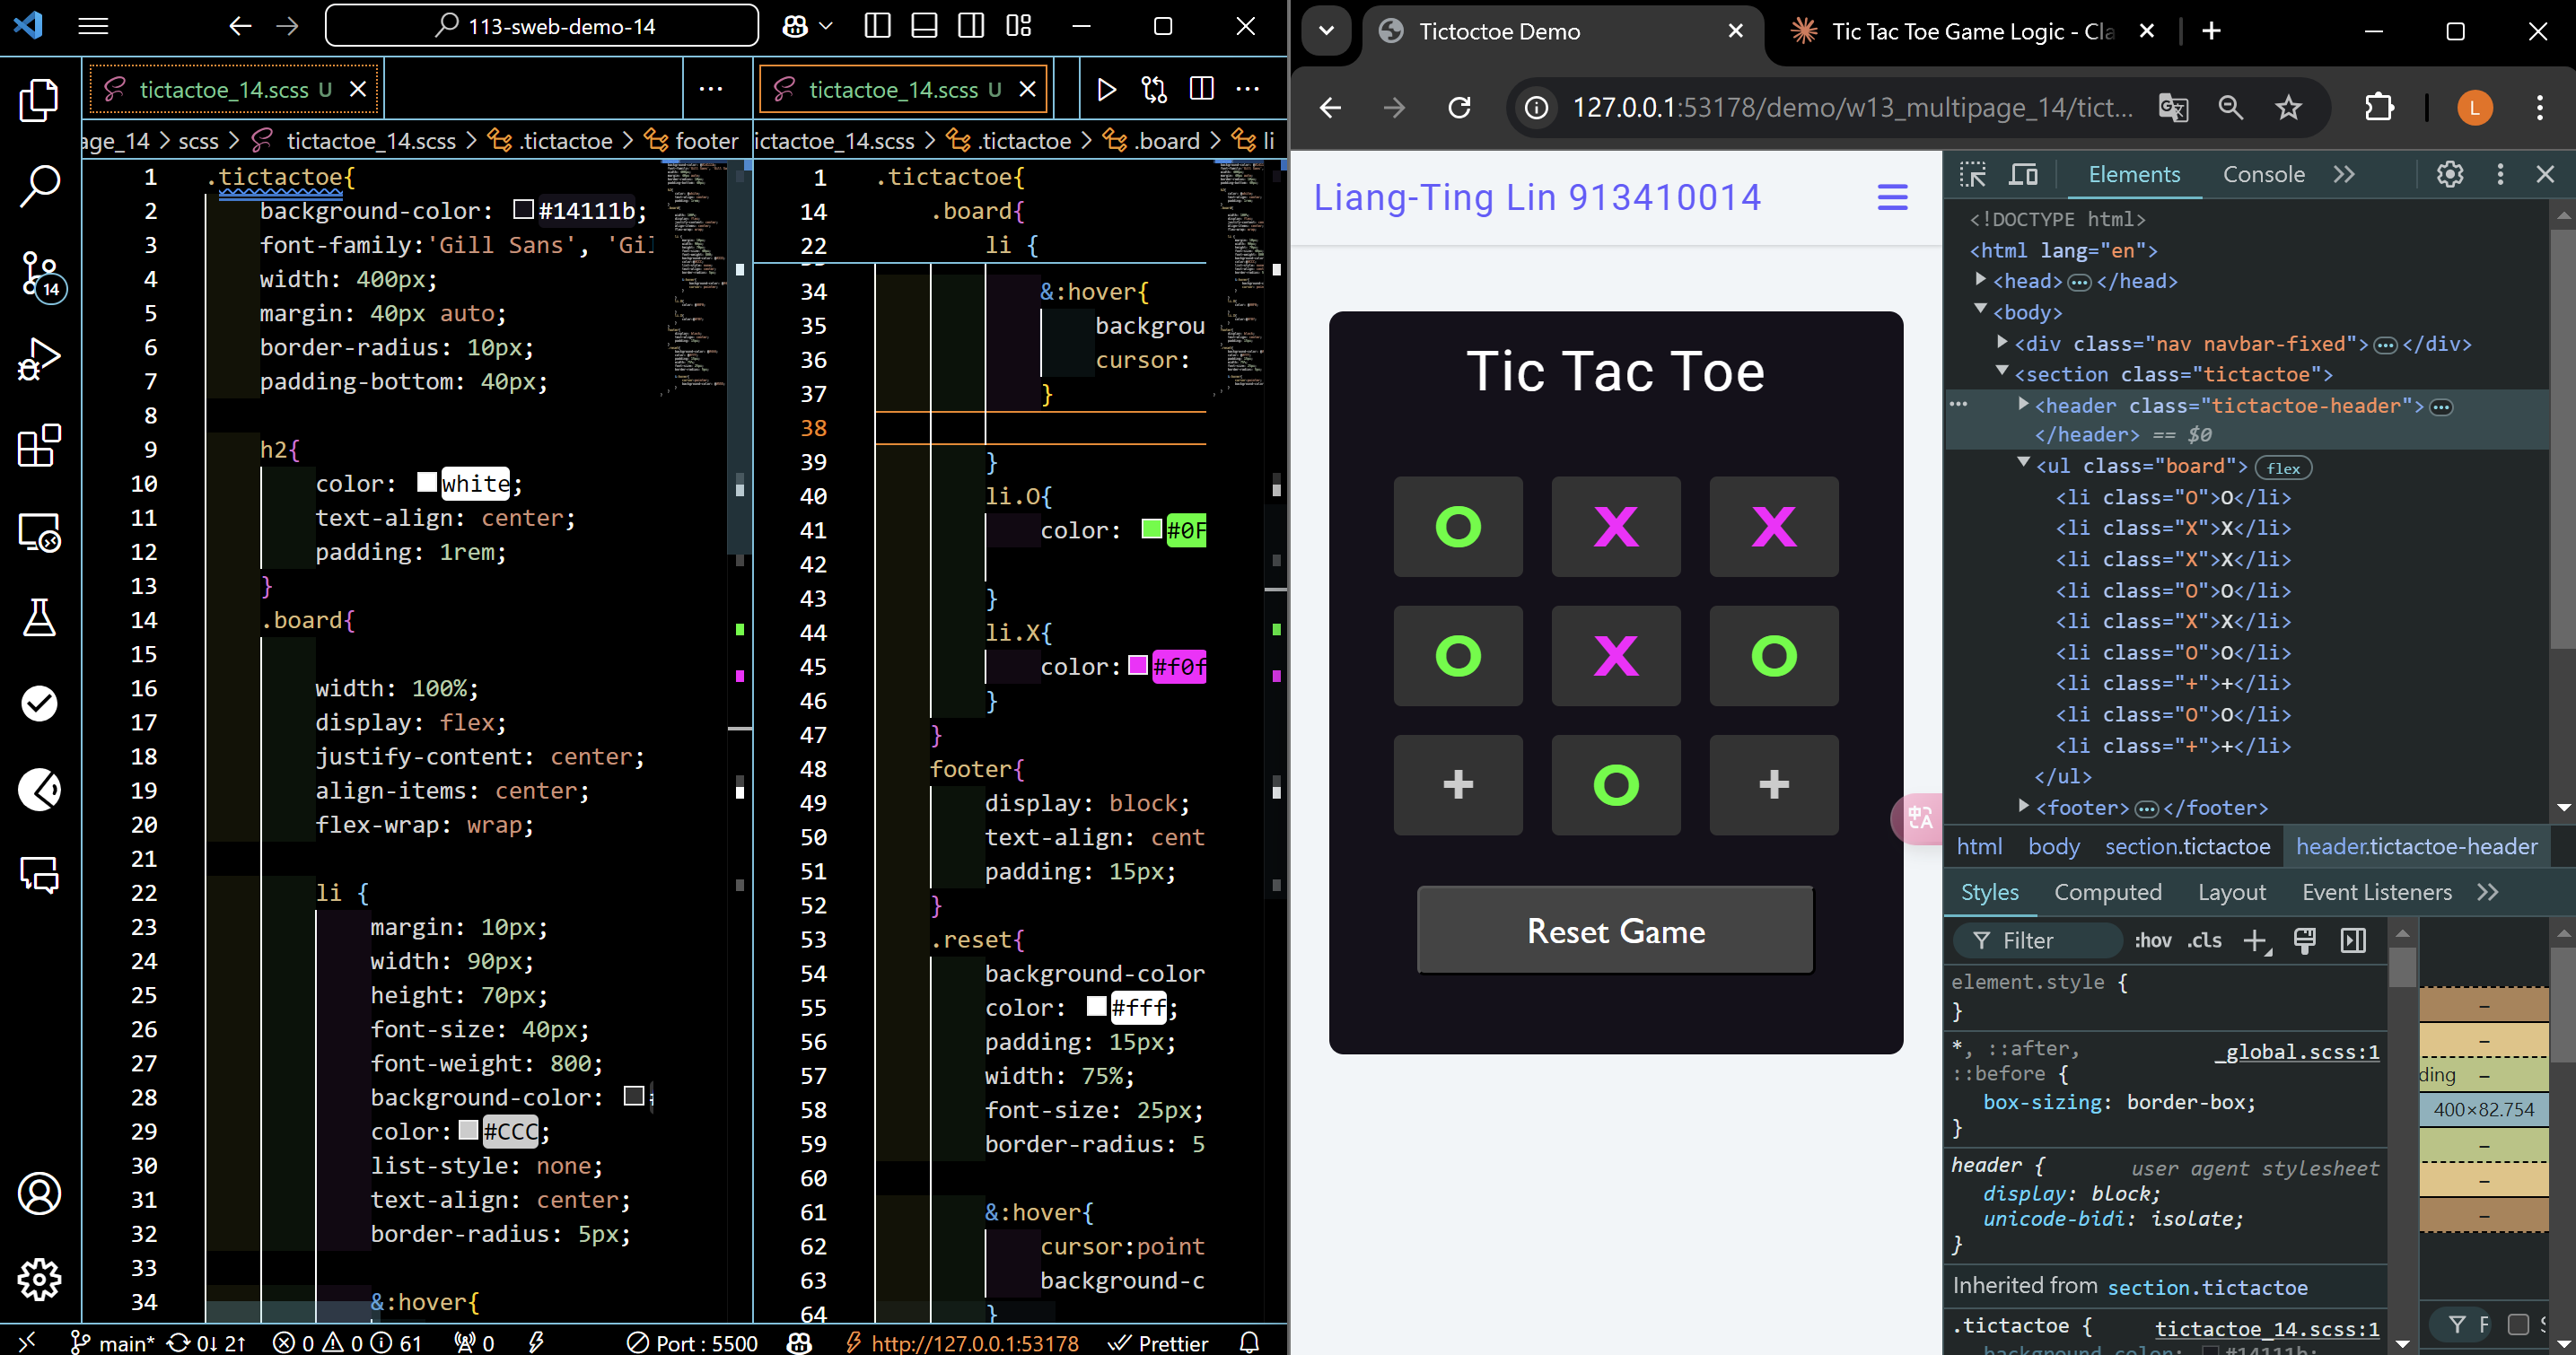 113-sweb-demo-14
tictactoe_14.scss U
age_14 > scss > tictactoe_14.scss > .tictactoe > footer
1 .tictactoe{
2 background-color: #14111b;
3 font-family:'Gill Sans', 'Gil
4 width: 400px;
5 margin: 40px auto;
6 border-radius: 10px;
7 padding-bottom: 40px;
8
9 h2{
10 color: white;
11 text-align: center;
12 padding: 1rem;
13 }
14 .board{
15
16 width: 100%;
17 display: flex;
18 justify-content: center;
19 align-items: center;
20 flex-wrap: wrap;
21
22 li {
23 margin: 10px;
24 width: 90px;
25 height: 70px;
26 font-size: 40px;
27 font-weight: 800;
28 background-color:
29 color: #CCC;
30 list-style: none;
31 text-align: center;
32 border-radius: 5px;
33
34 &:hover{
tictactoe_14.scss U
ictactoe_14.scss > .tictactoe > .board > li
1 .tictactoe{
14 .board{
22 li {
34 &:hover{
35 backgrou
36 cursor:
37 }
38
39 }
40 li.O{
41 color: #0F
42
43 }
44 li.X{
45 color: #f0f
46 }
47 }
48 footer{
49 display: block;
50 text-align: cent
51 padding: 15px;
52 }
53 .reset{
54 background-color
55 color: #fff;
56 padding: 15px;
57 width: 75%;
58 font-size: 25px;
59 border-radius: 5
60
61 &:hover{
62 cursor:point
63 background-c
64 }
14
main* 0↓ 2↑ 0 0 61 0 Port : 5500 http://127.0.0.1:53178 Prettier
Tictoctoe Demo
Tic Tac Toe Game Logic - Cla
127.0.0.1:53178/demo/w13_multipage_14/tict...
L
Liang-Ting Lin 913410014
Tic Tac Toe
O X X
O X O
+ O +
Reset Game
Elements Console
<!DOCTYPE html>
<html lang="en">
<head> ••• </head>
<body>
<div class="nav navbar-fixed"> ••• </div>
<section class="tictactoe">
<header class="tictactoe-header"> •••
</header> == $0
<ul class="board"> flex
<li class="O">O</li>
<li class="X">X</li>
<li class="X">X</li>
<li class="O">O</li>
<li class="X">X</li>
<li class="O">O</li>
<li class="+">+</li>
<li class="O">O</li>
<li class="+">+</li>
</ul>
<footer> ••• </footer>
html body section.tictactoe header.tictactoe-header
Styles Computed Layout Event Listeners
Filter :hov .cls
element.style {
}
*, ::after, _global.scss:1
::before {
box-sizing: border-box;
}
header { user agent stylesheet
display: block;
unicode-bidi: isolate;
}
Inherited from section.tictactoe
.tictactoe { tictactoe_14.scss:1
background-color: #14111b;
ding
400×82.754